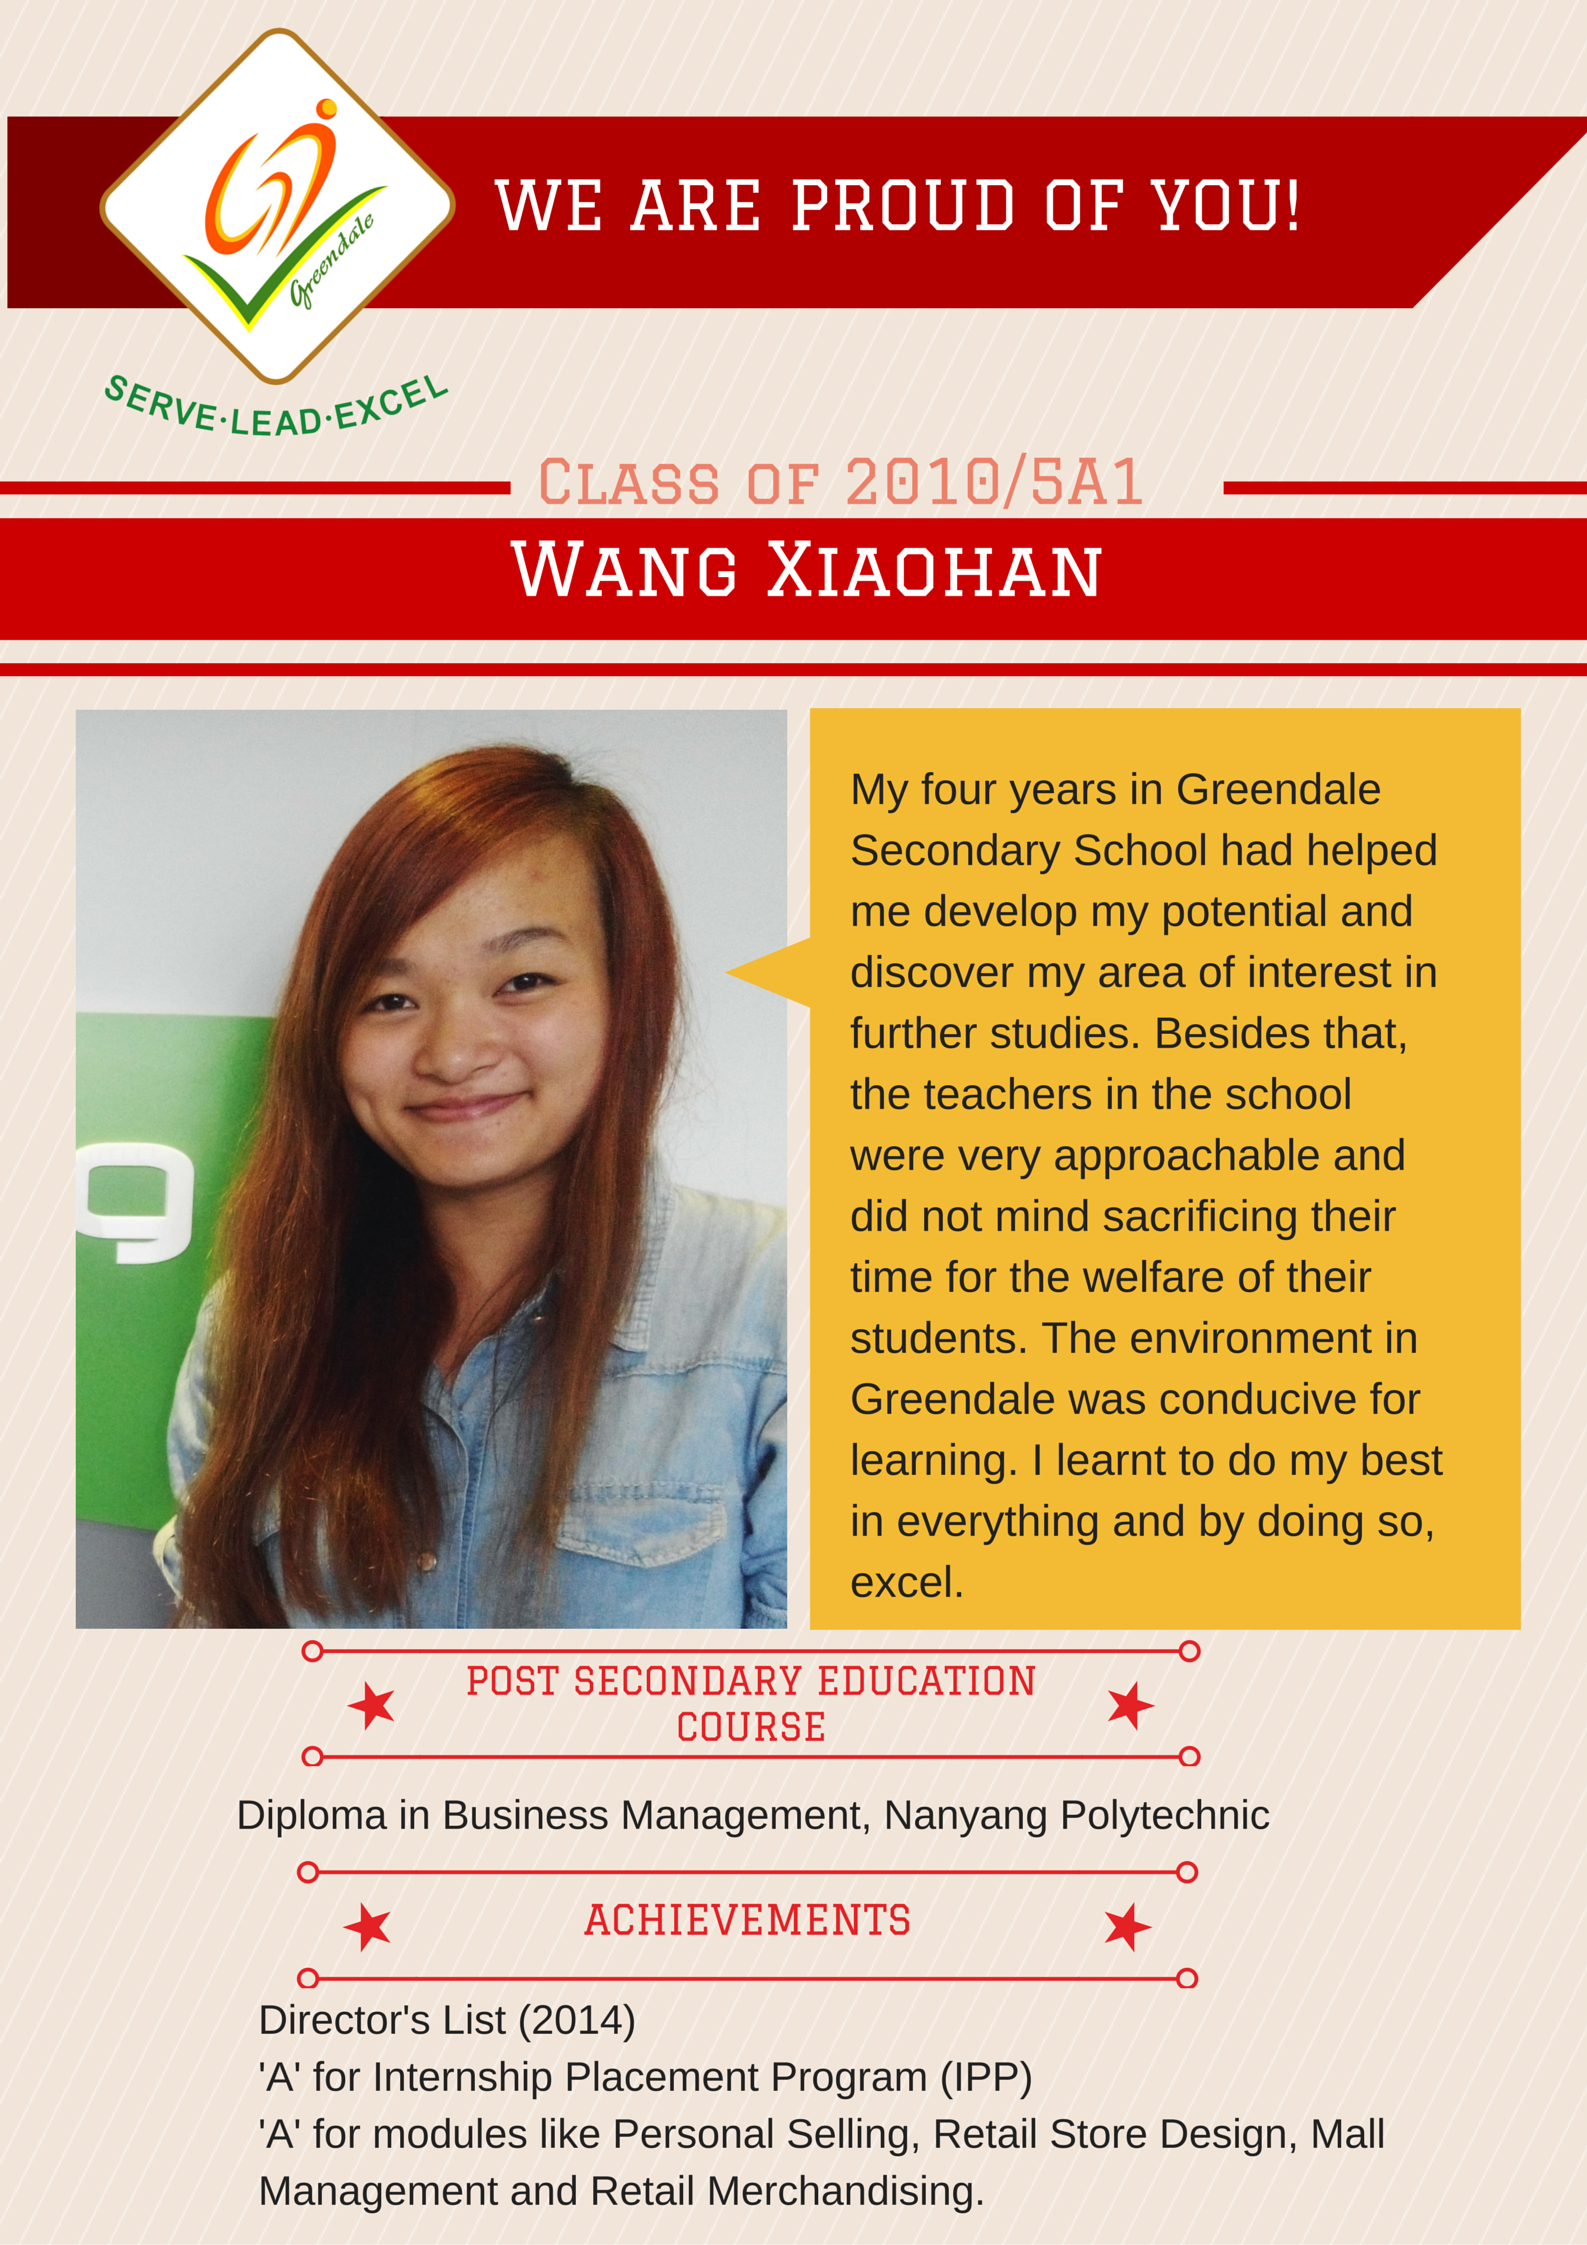 WE ARE PROUD OF YOU!
Greendale
SERVE·LEAD·EXCEL
CLASS OF 2010/5A1
WANG XIAOHAN
My four years in Greendale
Secondary School had helped
me develop my potential and
discover my area of interest in
further studies. Besides that,
the teachers in the school
were very approachable and
did not mind sacrificing their
time for the welfare of their
students. The environment in
Greendale was conducive for
learning. I learnt to do my best
in everything and by doing so,
excel.
POST SECONDARY EDUCATION
COURSE
Diploma in Business Management, Nanyang Polytechnic
ACHIEVEMENTS
Director's List (2014)
'A' for Internship Placement Program (IPP)
'A' for modules like Personal Selling, Retail Store Design, Mall
Management and Retail Merchandising.